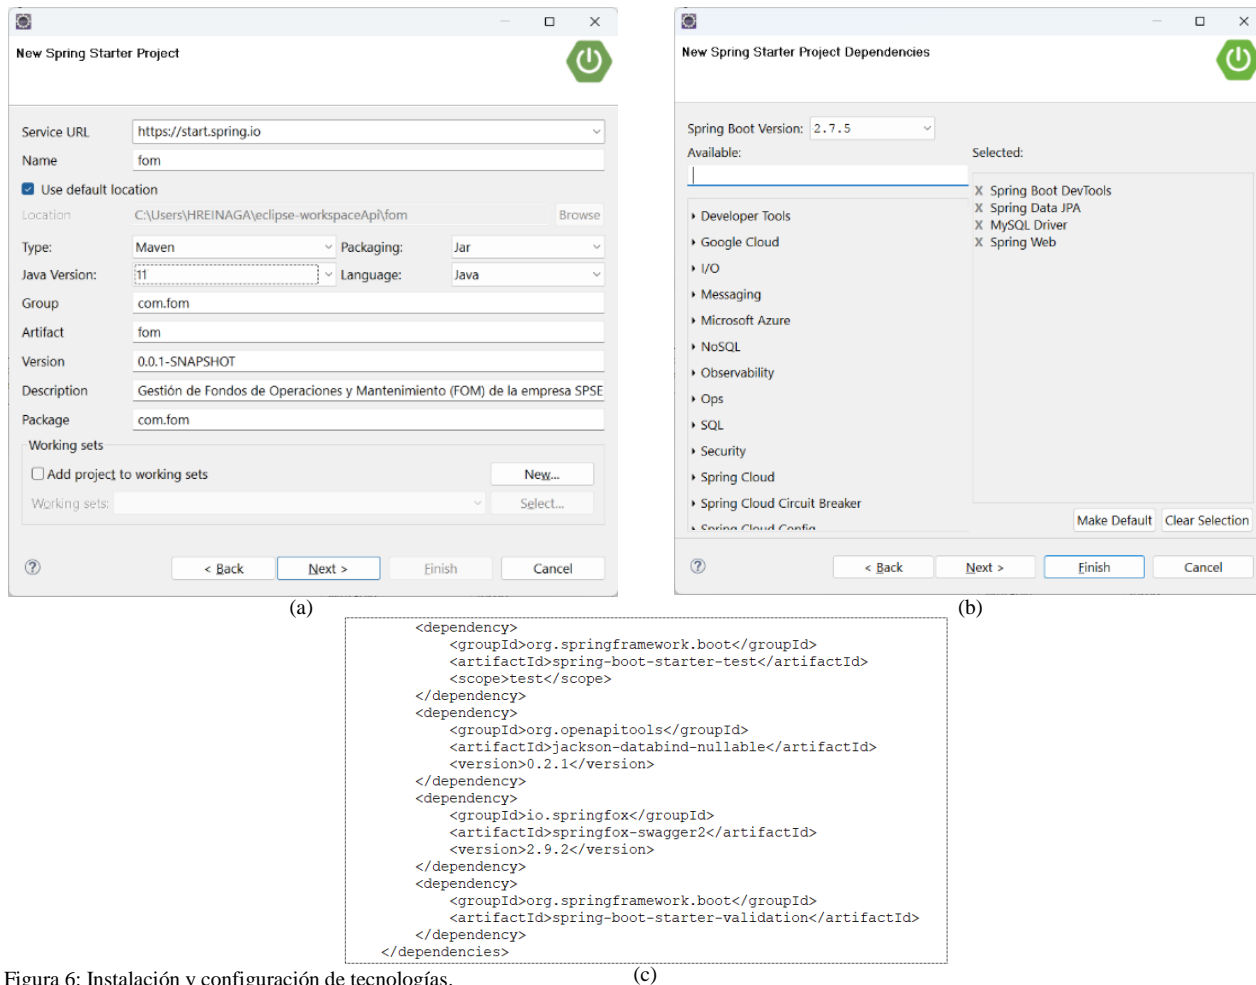 New Spring Starter Project
Service URL https://start.spring.io
Name fom
Use default location
Location C:\Users\HREINAGA\eclipse-workspaceApi\fom Browse
Type: Maven Packaging: Jar
Java Version: 11 Language: Java
Group com.fom
Artifact fom
Version 0.0.1-SNAPSHOT
Description Gestión de Fondos de Operaciones y Mantenimiento (FOM) de la empresa SPSE
Package com.fom
Working sets
Add project to working sets New...
Working sets: Select...
? < Back Next > Finish Cancel
(a)
New Spring Starter Project Dependencies
Spring Boot Version: 2.7.5
Available: Selected:
X Spring Boot DevTools
X Spring Data JPA
X MySQL Driver
X Spring Web
Developer Tools
Google Cloud
I/O
Messaging
Microsoft Azure
NoSQL
Observability
Ops
SQL
Security
Spring Cloud
Spring Cloud Circuit Breaker
Spring Cloud Config
Make Default Clear Selection
? < Back Next > Finish Cancel
(b)
<dependency>
<groupId>org.springframework.boot</groupId>
<artifactId>spring-boot-starter-test</artifactId>
<scope>test</scope>
</dependency>
<dependency>
<groupId>org.openapitools</groupId>
<artifactId>jackson-databind-nullable</artifactId>
<version>0.2.1</version>
</dependency>
<dependency>
<groupId>io.springfox</groupId>
<artifactId>springfox-swagger2</artifactId>
<version>2.9.2</version>
</dependency>
<dependency>
<groupId>org.springframework.boot</groupId>
<artifactId>spring-boot-starter-validation</artifactId>
</dependency>
</dependencies>
(c)
Figura 6: Instalación y configuración de tecnologías.